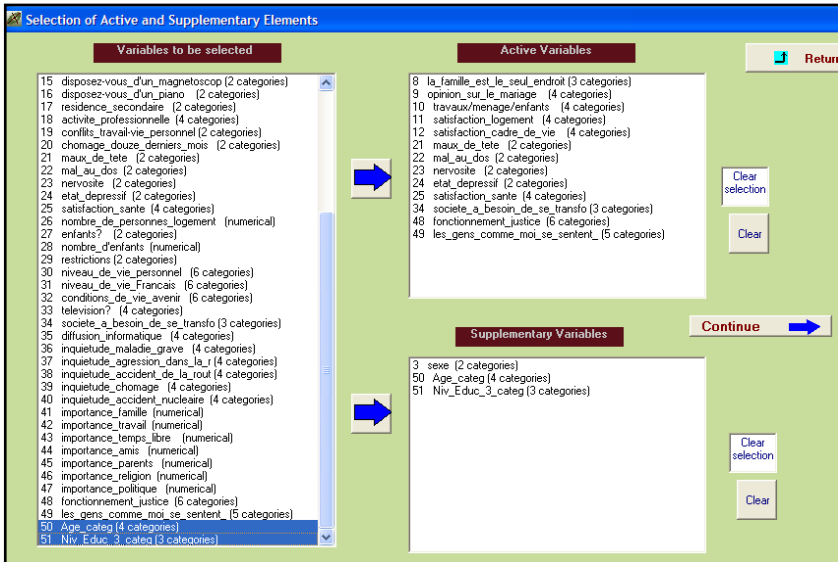 Selection of Active and Supplementary Elements
Variables to be selected
15 disposez-vous_d'un_magnetoscop (2 categories)
16 disposez-vous_d'un_piano (2 categories)
17 residence_secondaire (2 categories)
18 activite_professionnelle (4 categories)
19 conflits_travail-vie_personnel (2 categories)
20 chomage_douze_derniers_mois (2 categories)
21 maux_de_tete (2 categories)
22 mal_au_dos (2 categories)
23 nervosite (2 categories)
24 etat_depressif (2 categories)
25 satisfaction_sante (4 categories)
26 nombre_de_personnes_logement (numerical)
27 enfants? (2 categories)
28 nombre_d'enfants (numerical)
29 restrictions (2 categories)
30 niveau_de_vie_personnel (6 categories)
31 niveau_de_vie_Francais (6 categories)
32 conditions_de_vie_avenir (6 categories)
33 television? (4 categories)
34 societe_a_besoin_de_se_transfo (3 categories)
35 diffusion_informatique (4 categories)
36 inquietude_maladie_grave (4 categories)
37 inquietude_agression_dans_la_r (4 categories)
38 inquietude_accident_de_la_rout (4 categories)
39 inquietude_chomage (4 categories)
40 inquietude_accident_nucleaire (4 categories)
41 importance_famille (numerical)
42 importance_travail (numerical)
43 importance_temps_libre (numerical)
44 importance_amis (numerical)
45 importance_parents (numerical)
46 importance_religion (numerical)
47 importance_politique (numerical)
48 fonctionnement_justice (6 categories)
49 les_gens_comme_moi_se_sentent_ (5 categories)
50 Age_categ (4 categories)
51 Niv_Educ_3_categ (3 categories)
Active Variables
8 la_famille_est_le_seul_endroit (3 categories)
9 opinion_sur_le_mariage (4 categories)
10 travaux/menage/enfants (4 categories)
11 satisfaction_logement (4 categories)
12 satisfaction_cadre_de_vie (4 categories)
21 maux_de_tete (2 categories)
22 mal_au_dos (2 categories)
23 nervosite (2 categories)
24 etat_depressif (2 categories)
25 satisfaction_sante (4 categories)
34 societe_a_besoin_de_se_transfo (3 categories)
48 fonctionnement_justice (6 categories)
49 les_gens_comme_moi_se_sentent_ (5 categories)
Return
Clear
selection
Clear
Continue
Supplementary Variables
3 sexe (2 categories)
50 Age_categ (4 categories)
51 Niv_Educ_3_categ (3 categories)
Clear
selection
Clear